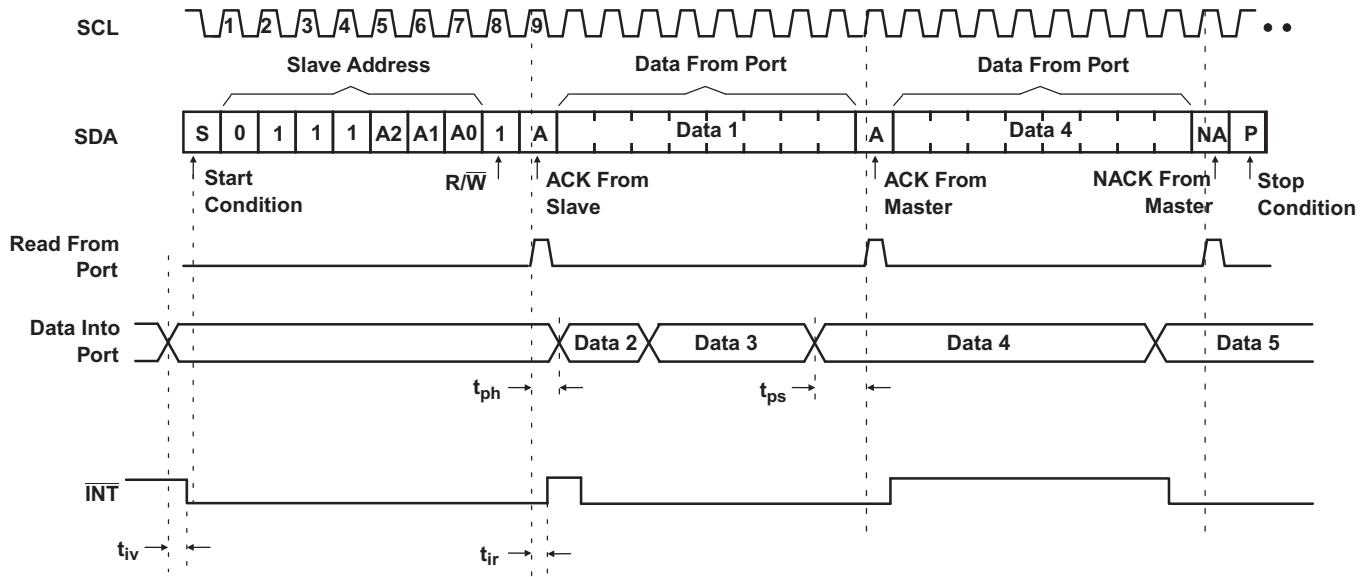 SCL 1 2 3 4 5 6 7 8 9
Slave Address Data From Port Data From Port
SDA S 0 1 1 1 A2 A1 A0 1 A Data 1 A Data 4 NA P
Start
Condition
R/W̅
ACK From
Slave
ACK From
Master
NACK From
Master
Stop
Condition
Read From
Port
Data Into
Port
Data 2 Data 3 Data 4 Data 5
tph tps
I̅N̅T̅
tiv tir